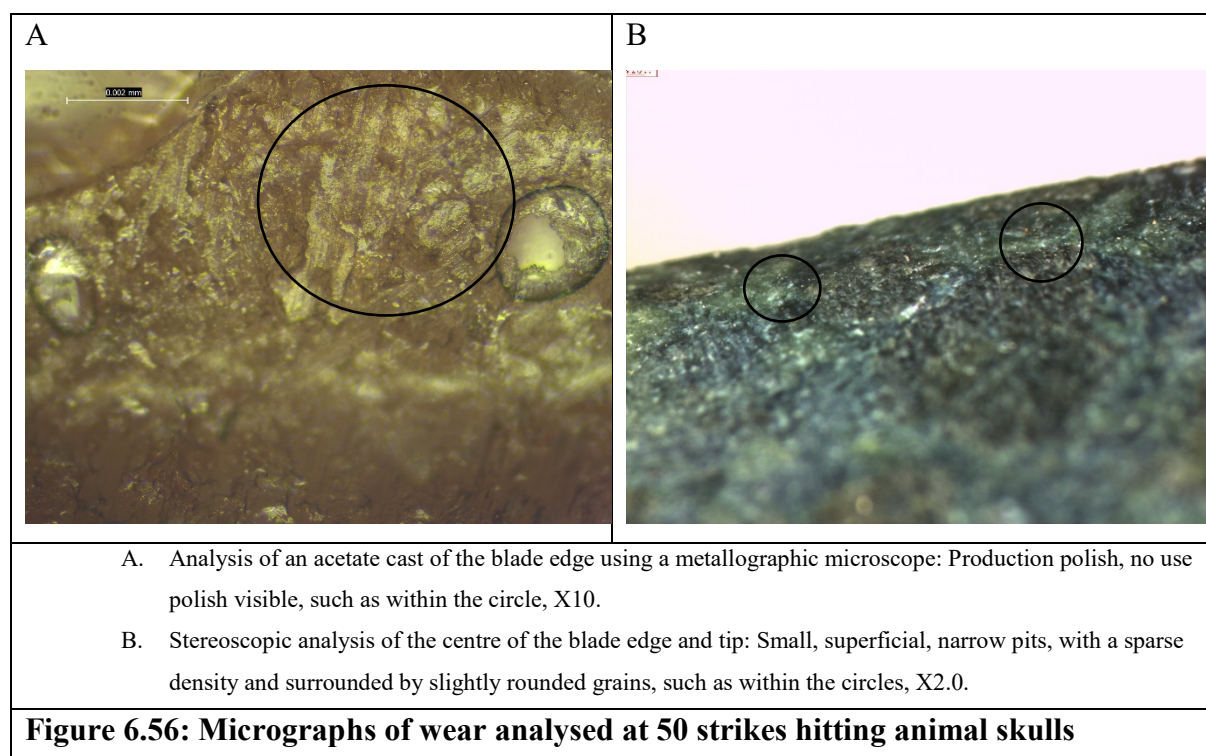 A
B
0.002 mm
A. Analysis of an acetate cast of the blade edge using a metallographic microscope: Production polish, no use
polish visible, such as within the circle, X10.
B. Stereoscopic analysis of the centre of the blade edge and tip: Small, superficial, narrow pits, with a sparse
density and surrounded by slightly rounded grains, such as within the circles, X2.0.
Figure 6.56: Micrographs of wear analysed at 50 strikes hitting animal skulls